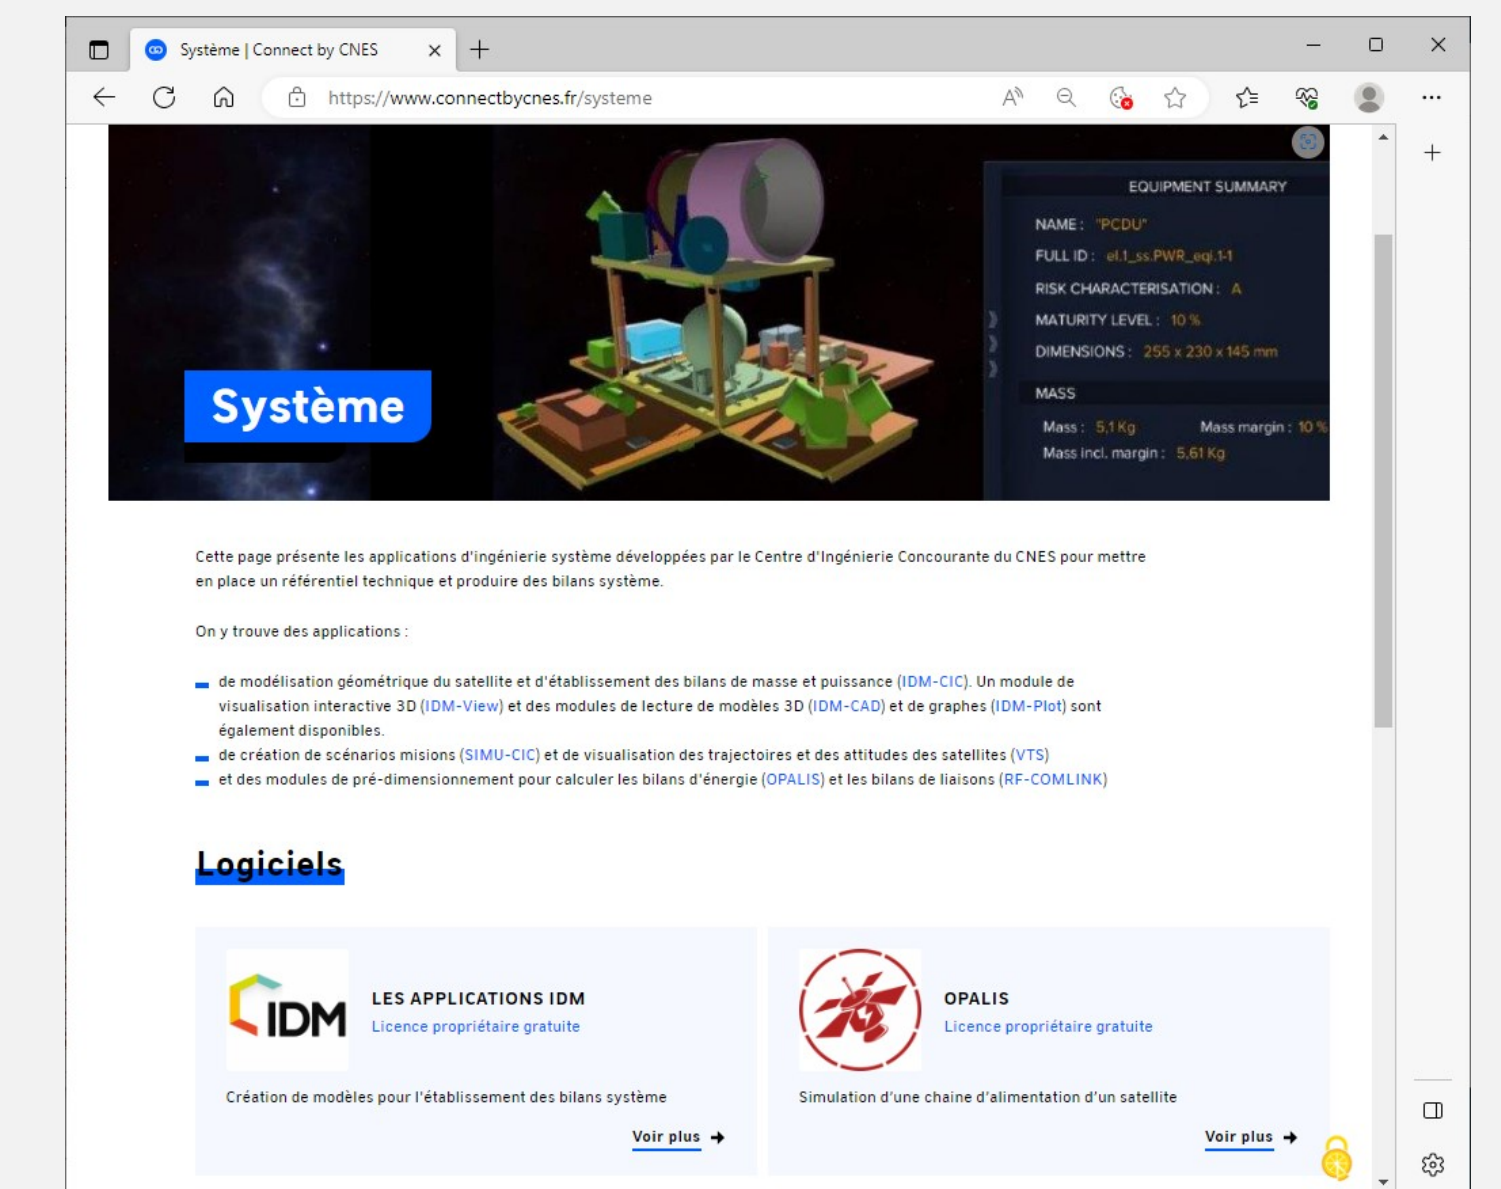 Système | Connect by CNES
https://www.connectbycnes.fr/systeme
EQUIPMENT SUMMARY
NAME : "PCDU"
FULL ID : el.1_ss.PWR_eql.1-1
RISK CHARACTERISATION : A
MATURITY LEVEL : 10 %
DIMENSIONS : 255 x 230 x 145 mm
MASS
Mass : 5,1 Kg Mass margin : 10 %
Mass incl. margin : 5,61 Kg
Système
Cette page présente les applications d'ingénierie système développées par le Centre d'Ingénierie Concourante du CNES pour mettre
en place un référentiel technique et produire des bilans système.
On y trouve des applications :
de modélisation géométrique du satellite et d'établissement des bilans de masse et puissance (IDM-CIC). Un module de
visualisation interactive 3D (IDM-View) et des modules de lecture de modèles 3D (IDM-CAD) et de graphes (IDM-Plot) sont
également disponibles.
de création de scénarios misions (SIMU-CIC) et de visualisation des trajectoires et des attitudes des satellites (VTS)
et des modules de pré-dimensionnement pour calculer les bilans d'énergie (OPALIS) et les bilans de liaisons (RF-COMLINK)
Logiciels
IDM
LES APPLICATIONS IDM
Licence propriétaire gratuite
Création de modèles pour l'établissement des bilans système
Voir plus
OPALIS
Licence propriétaire gratuite
Simulation d'une chaine d'alimentation d'un satellite
Voir plus